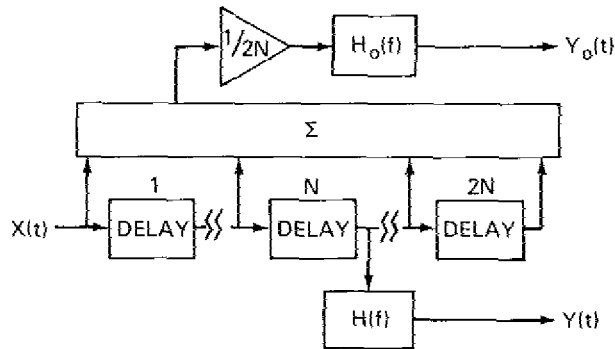 1/2N
H₀(f)
Y₀(t)
Σ
1
N
2N
X(t)
DELAY
DELAY
DELAY
H(f)
Y(t)